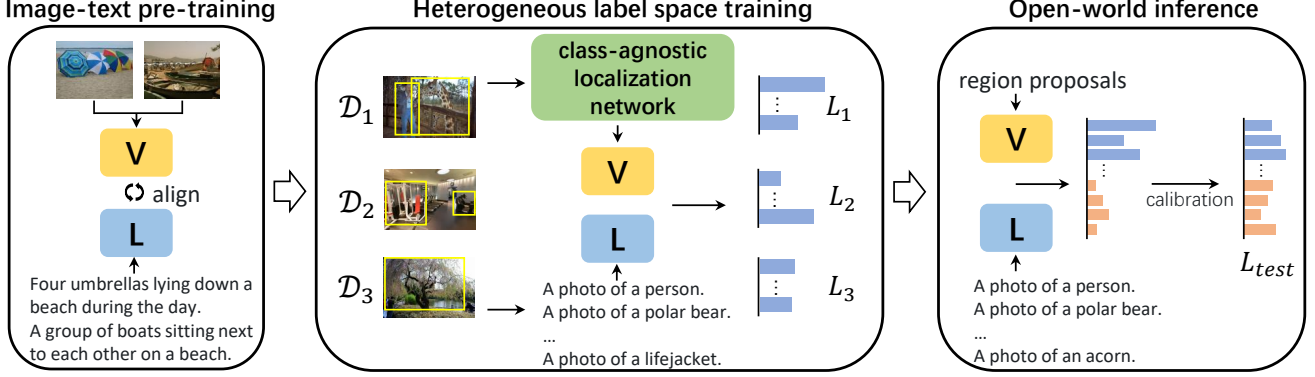 Image-text pre-training
V
align
L
Four umbrellas lying down a
beach during the day.
A group of boats sitting next
to each other on a beach.
Heterogeneous label space training
class-agnostic
localization
network
𝒟1
𝒟2
𝒟3
V
L
A photo of a person.
A photo of a polar bear.
...
A photo of a lifejacket.
⋮
L1
⋮
L2
⋮
L3
Open-world inference
region proposals
V
L
A photo of a person.
A photo of a polar bear.
...
A photo of an acorn.
⋮
calibration
⋮
Ltest